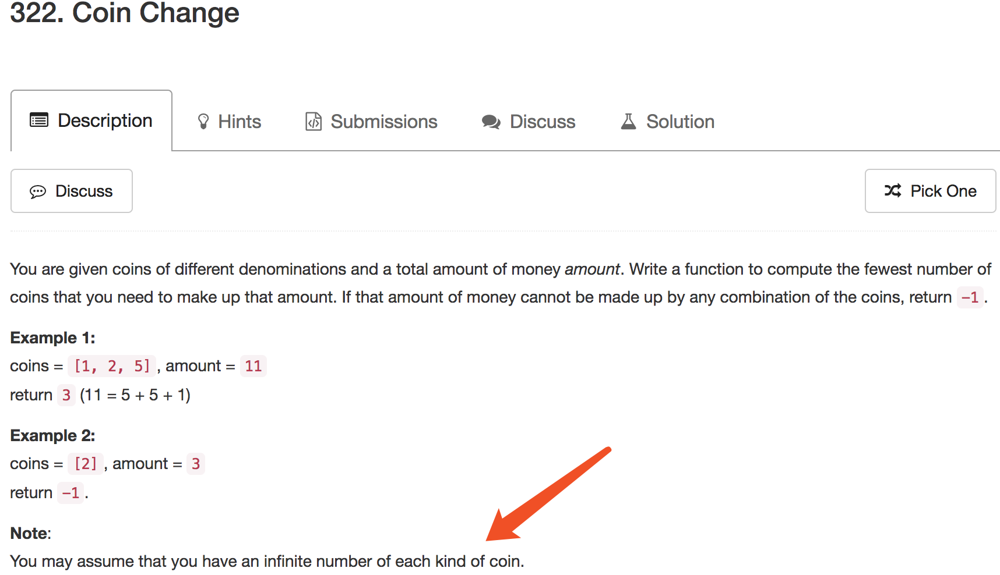 322. Coin Change
Description Hints Submissions Discuss Solution
Discuss Pick One
You are given coins of different denominations and a total amount of money amount. Write a function to compute the fewest number of
coins that you need to make up that amount. If that amount of money cannot be made up by any combination of the coins, return -1.
Example 1:
coins = [1, 2, 5], amount = 11
return 3 (11 = 5 + 5 + 1)
Example 2:
coins = [2], amount = 3
return -1.
Note:
You may assume that you have an infinite number of each kind of coin.